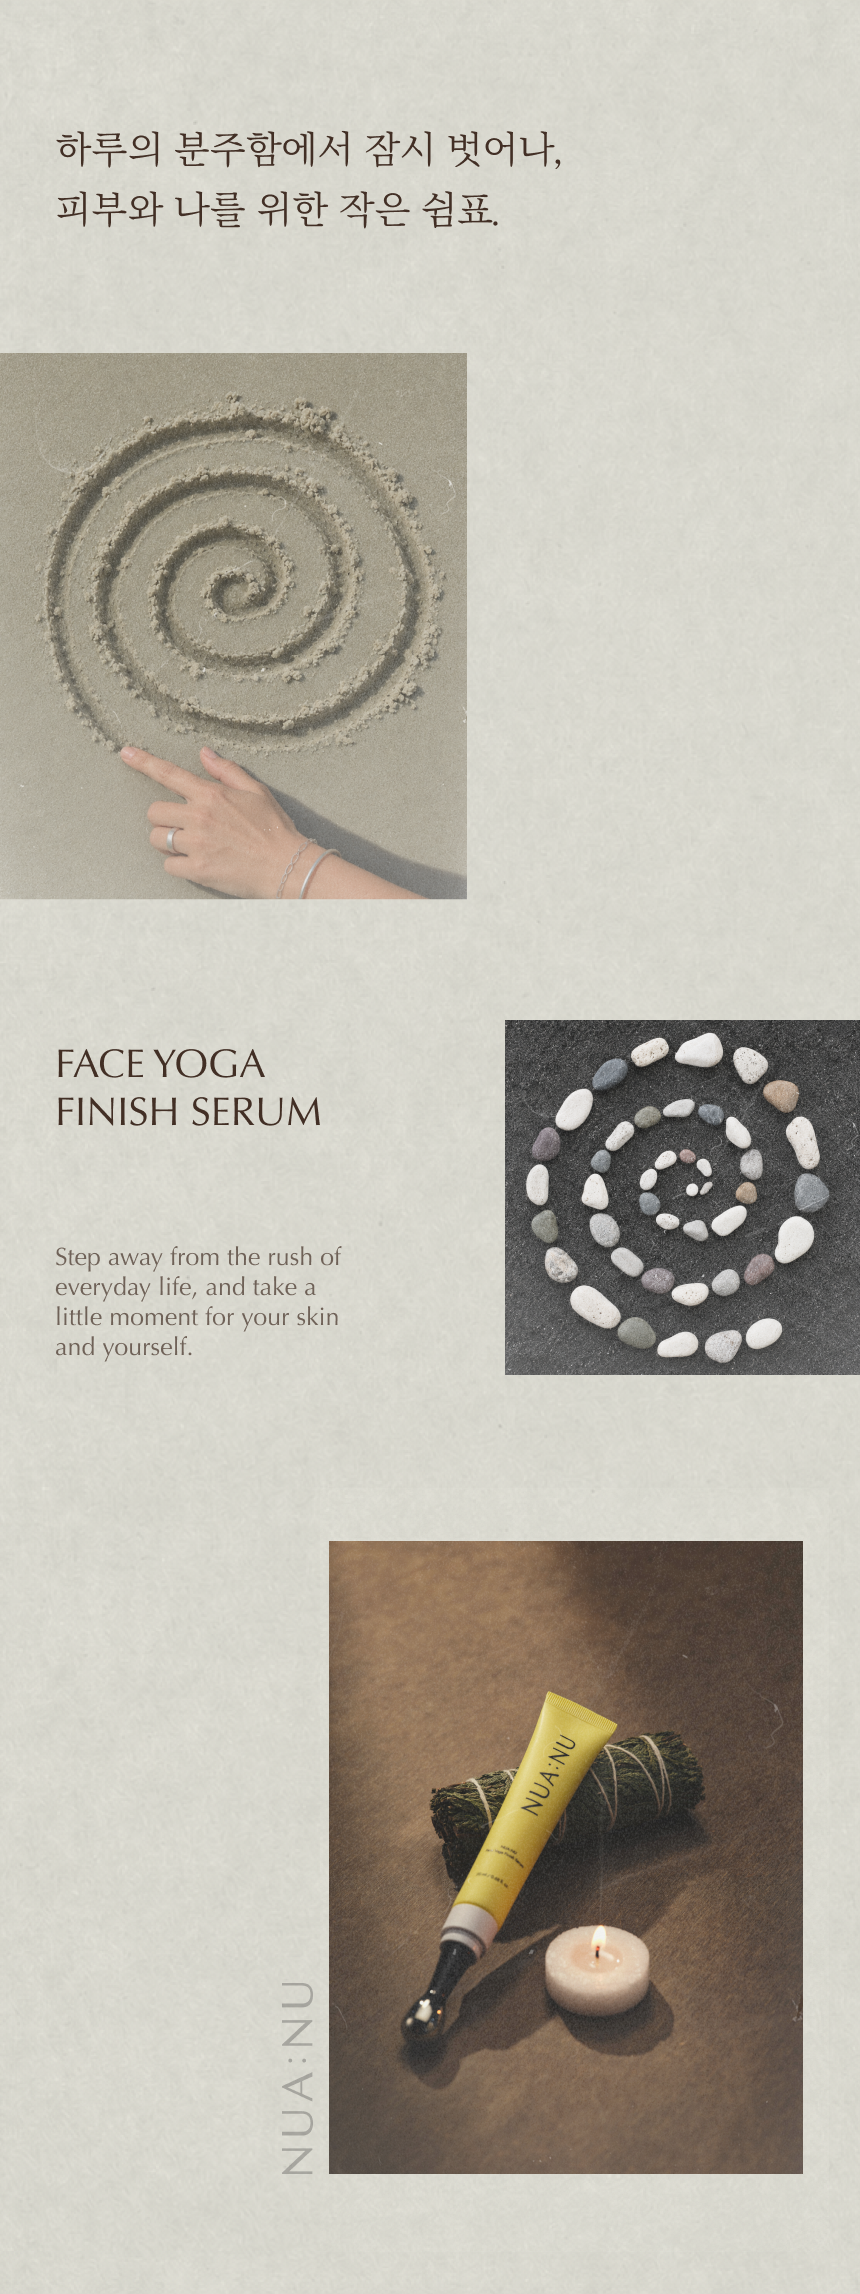 하루의 분주함에서 잠시 벗어나,
피부와 나를 위한 작은 쉼표.
FACE YOGA
FINISH SERUM
Step away from the rush of
everyday life, and take a
little moment for your skin
and yourself.
NUA:NU
NUA:NU